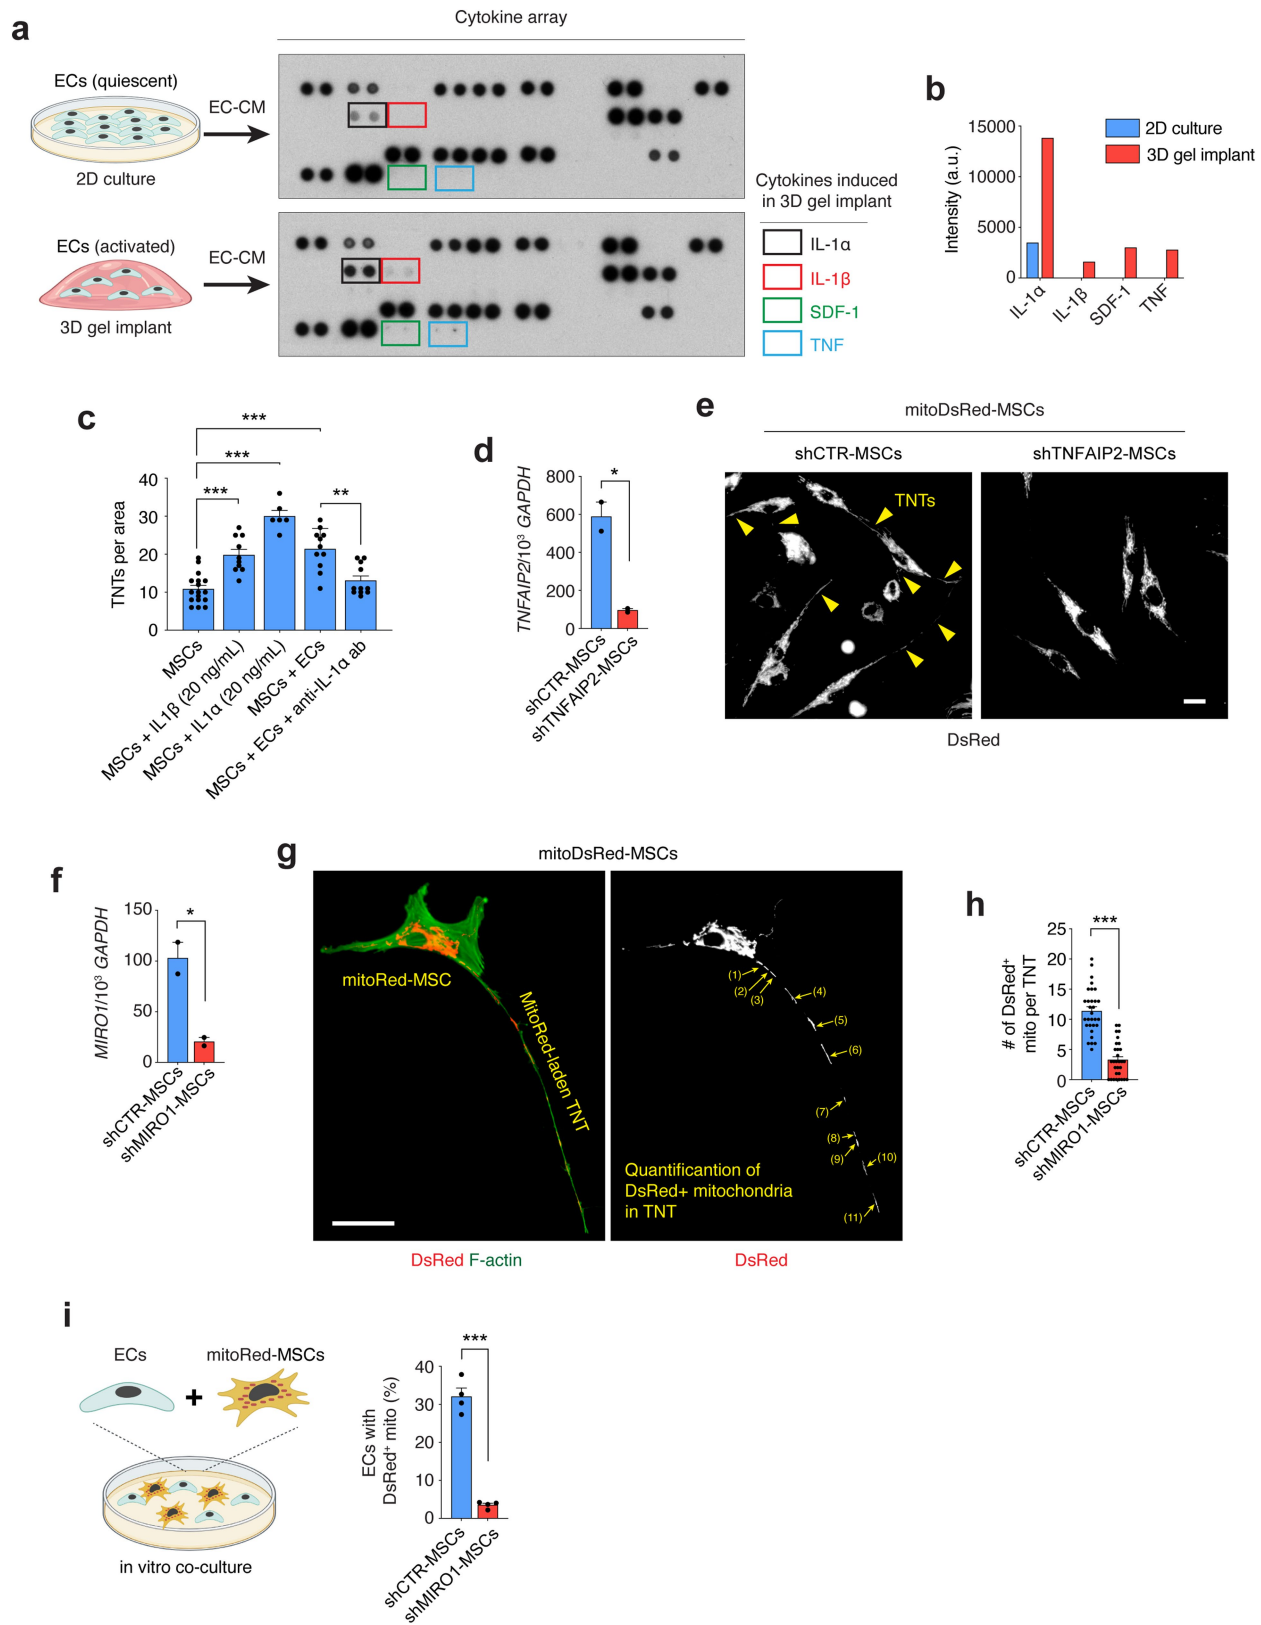 a
Cytokine array
ECs (quiescent)
EC-CM
2D culture
ECs (activated)
EC-CM
3D gel implant
Cytokines induced
in 3D gel implant
IL-1α
IL-1β
SDF-1
TNF
b
15000
10000
5000
0
Intensity (a.u.)
2D culture
3D gel implant
IL-1α
IL-1β
SDF-1
TNF
c
***
***
***
**
40
30
20
10
0
TNTs per area
MSCs
MSCs + IL1β (20 ng/mL)
MSCs + IL1α (20 ng/mL)
MSCs + ECs
MSCs + ECs + anti-IL-1α ab
d
*
800
600
400
200
0
TNFAIP2/10³ GAPDH
shCTR-MSCs
shTNFAIP2-MSCs
e
mitoDsRed-MSCs
shCTR-MSCs
shTNFAIP2-MSCs
TNTs
DsRed
f
*
150
100
50
0
MIRO1/10³ GAPDH
shCTR-MSCs
shMIRO1-MSCs
g
mitoDsRed-MSCs
mitoRed-MSC
MitoRed-laden TNT
(1)
(2)
(3)
(4)
(5)
(6)
(7)
(8)
(9)
(10)
(11)
Quantificantion of
DsRed+ mitochondria
in TNT
DsRed F-actin
DsRed
h
***
25
20
15
10
5
0
# of DsRed⁺
mito per TNT
shCTR-MSCs
shMIRO1-MSCs
i
ECs
+
mitoRed-MSCs
in vitro co-culture
***
40
30
20
10
0
ECs with
DsRed⁺ mito (%)
shCTR-MSCs
shMIRO1-MSCs